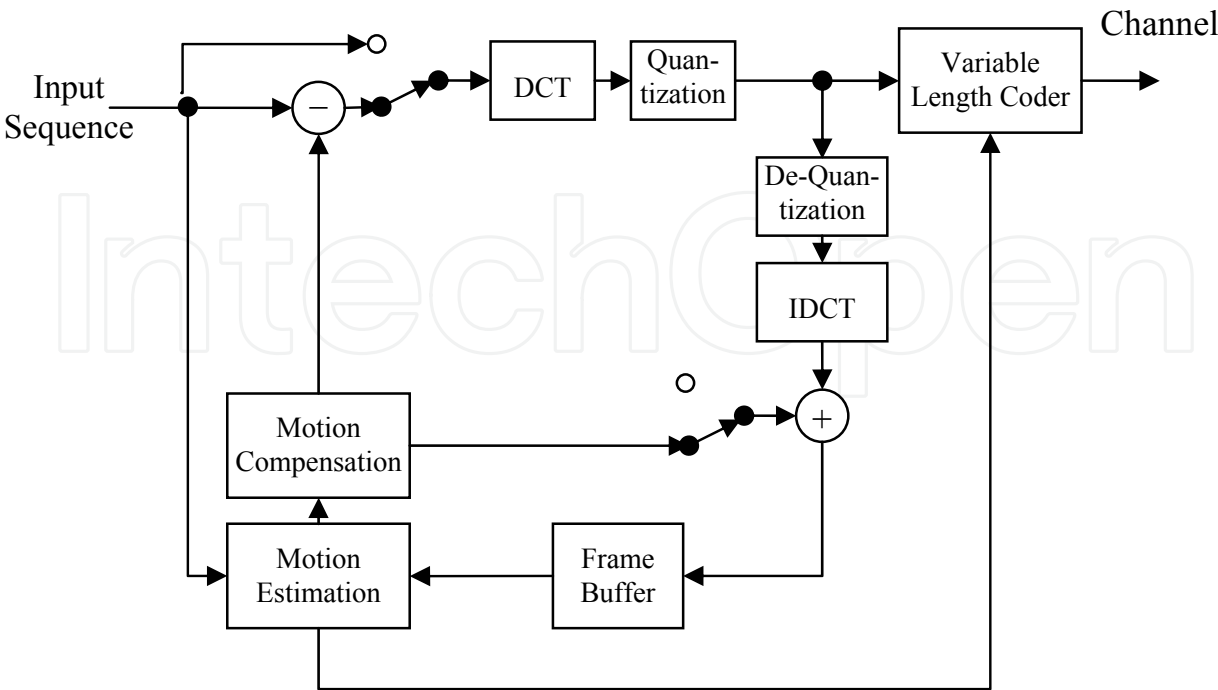 Channel
Input
Sequence
−
DCT
Quan-
tization
Variable
Length Coder
De-Quan-
tization
IDCT
+
Motion
Compensation
Motion
Estimation
Frame
Buffer
IntechOpen